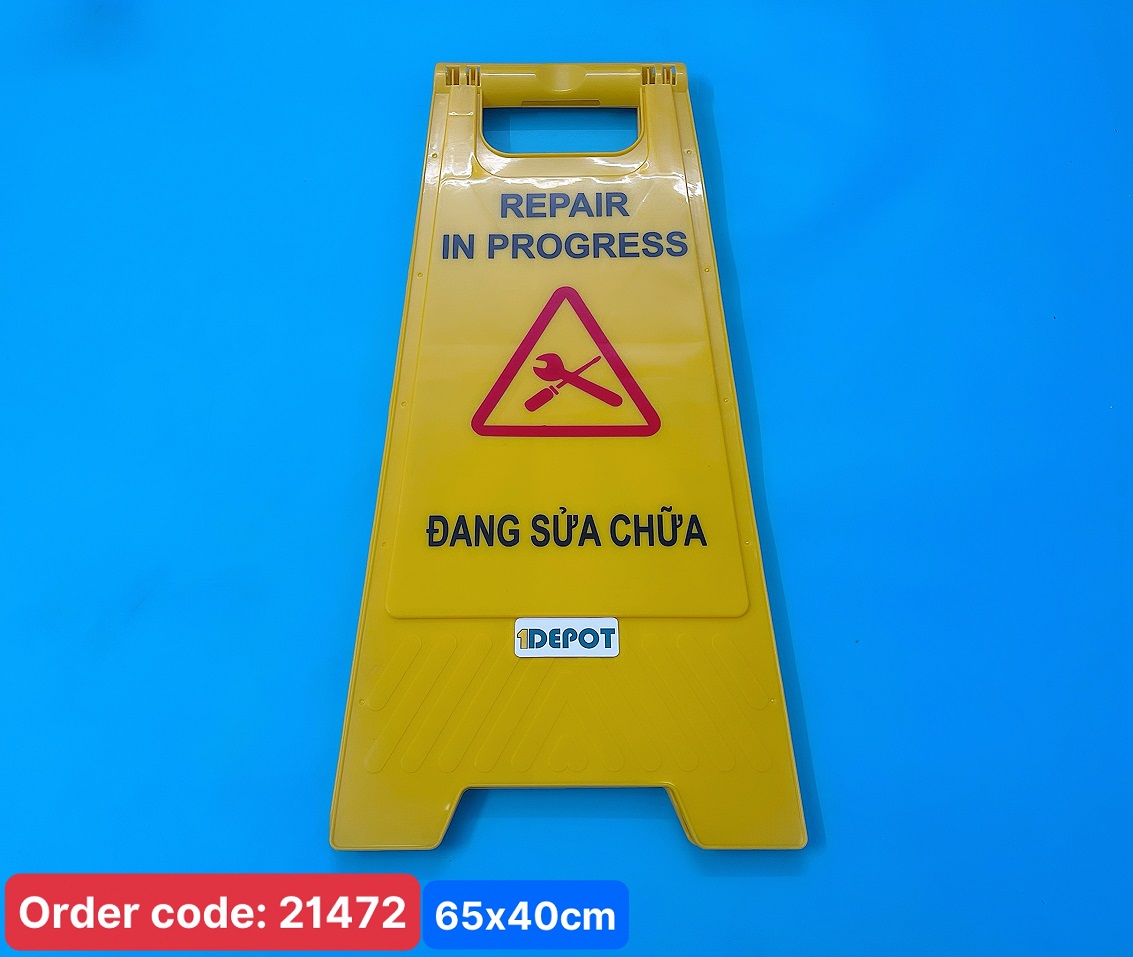 REPAIR
IN PROGRESS
ĐANG SỬA CHỮA
1DEPOT
Order code: 21472
65x40cm